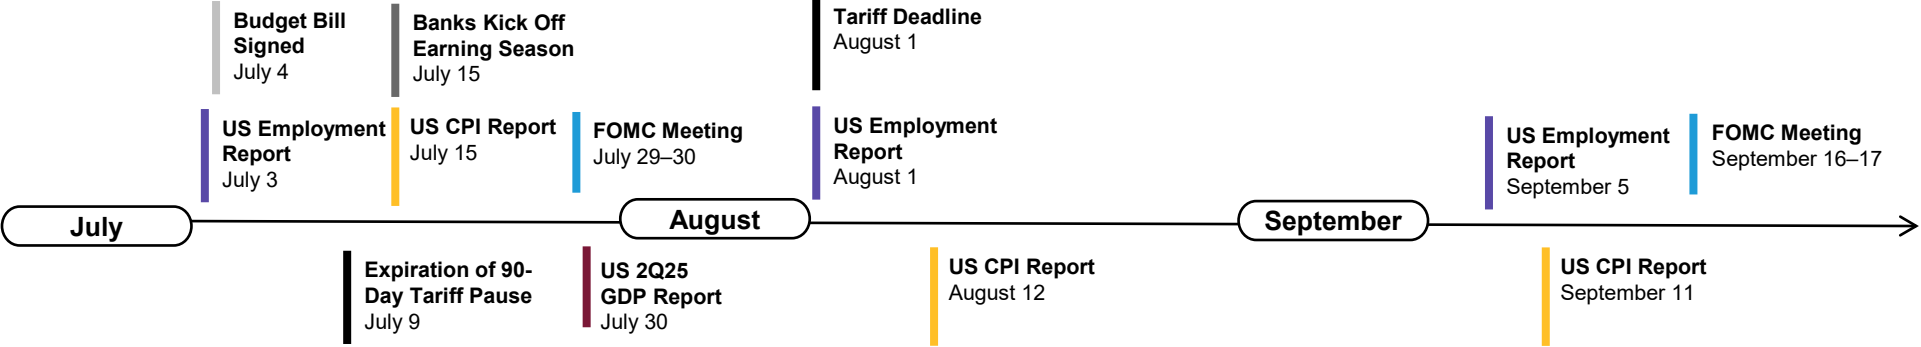 Budget Bill
Signed
July 4
Banks Kick Off
Earning Season
July 15
Tariff Deadline
August 1
US Employment
Report
July 3
US CPI Report
July 15
FOMC Meeting
July 29–30
US Employment
Report
August 1
US Employment
Report
September 5
FOMC Meeting
September 16–17
July
August
September
Expiration of 90-
Day Tariff Pause
July 9
US 2Q25
GDP Report
July 30
US CPI Report
August 12
US CPI Report
September 11